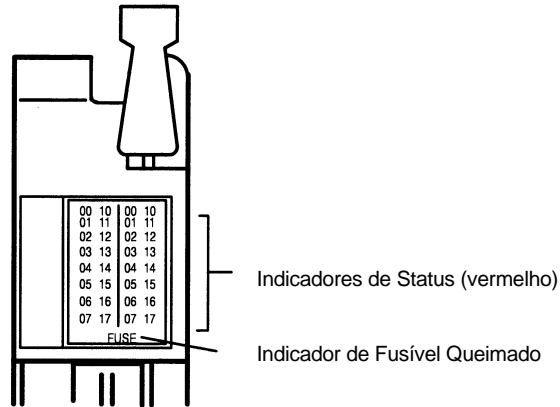 00 10 00 10
01 11 01 11
02 12 02 12
03 13 03 13
04 14 04 14
05 15 05 15
06 16 06 16
07 17 07 17
FUSE
Indicadores de Status (vermelho)
Indicador de Fusível Queimado